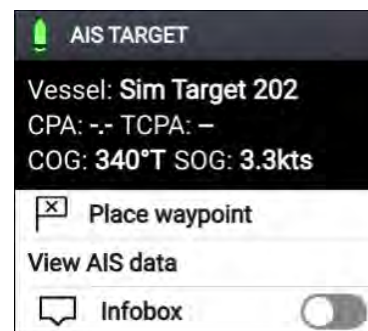 AIS TARGET
Vessel: Sim Target 202
CPA: -.- TCPA: –
COG: 340°T SOG: 3.3kts
Place waypoint
View AIS data
Infobox